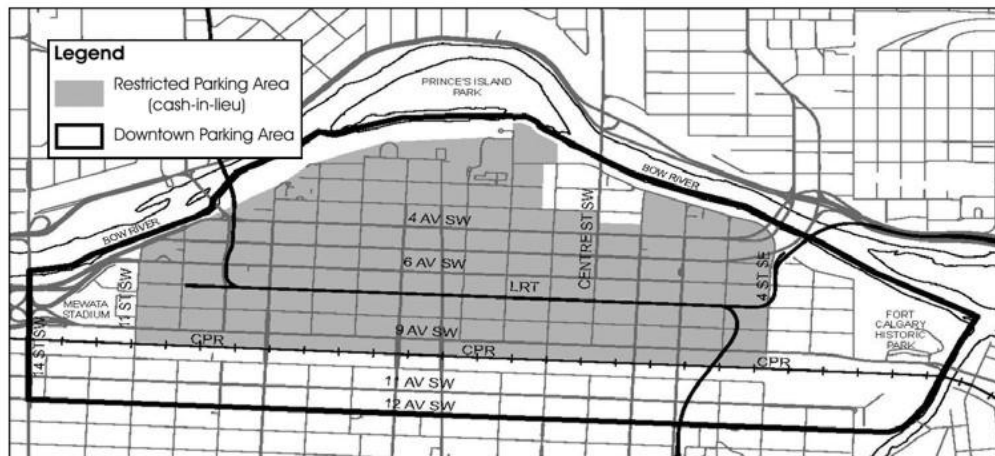 Legend
Restricted Parking Area
(cash-in-lieu)
Downtown Parking Area
PRINCE'S ISLAND
PARK
BOW RIVER
BOW RIVER
4 AV SW
CENTRE ST SW
6 AV SW
4 ST SE
LRT
11 ST SW
MEWATA
STADIUM
14 ST SW
9 AV SW
FORT
CALGARY
HISTORIC
PARK
CPR
CPR
CPR
11 AV SW
12 AV SW